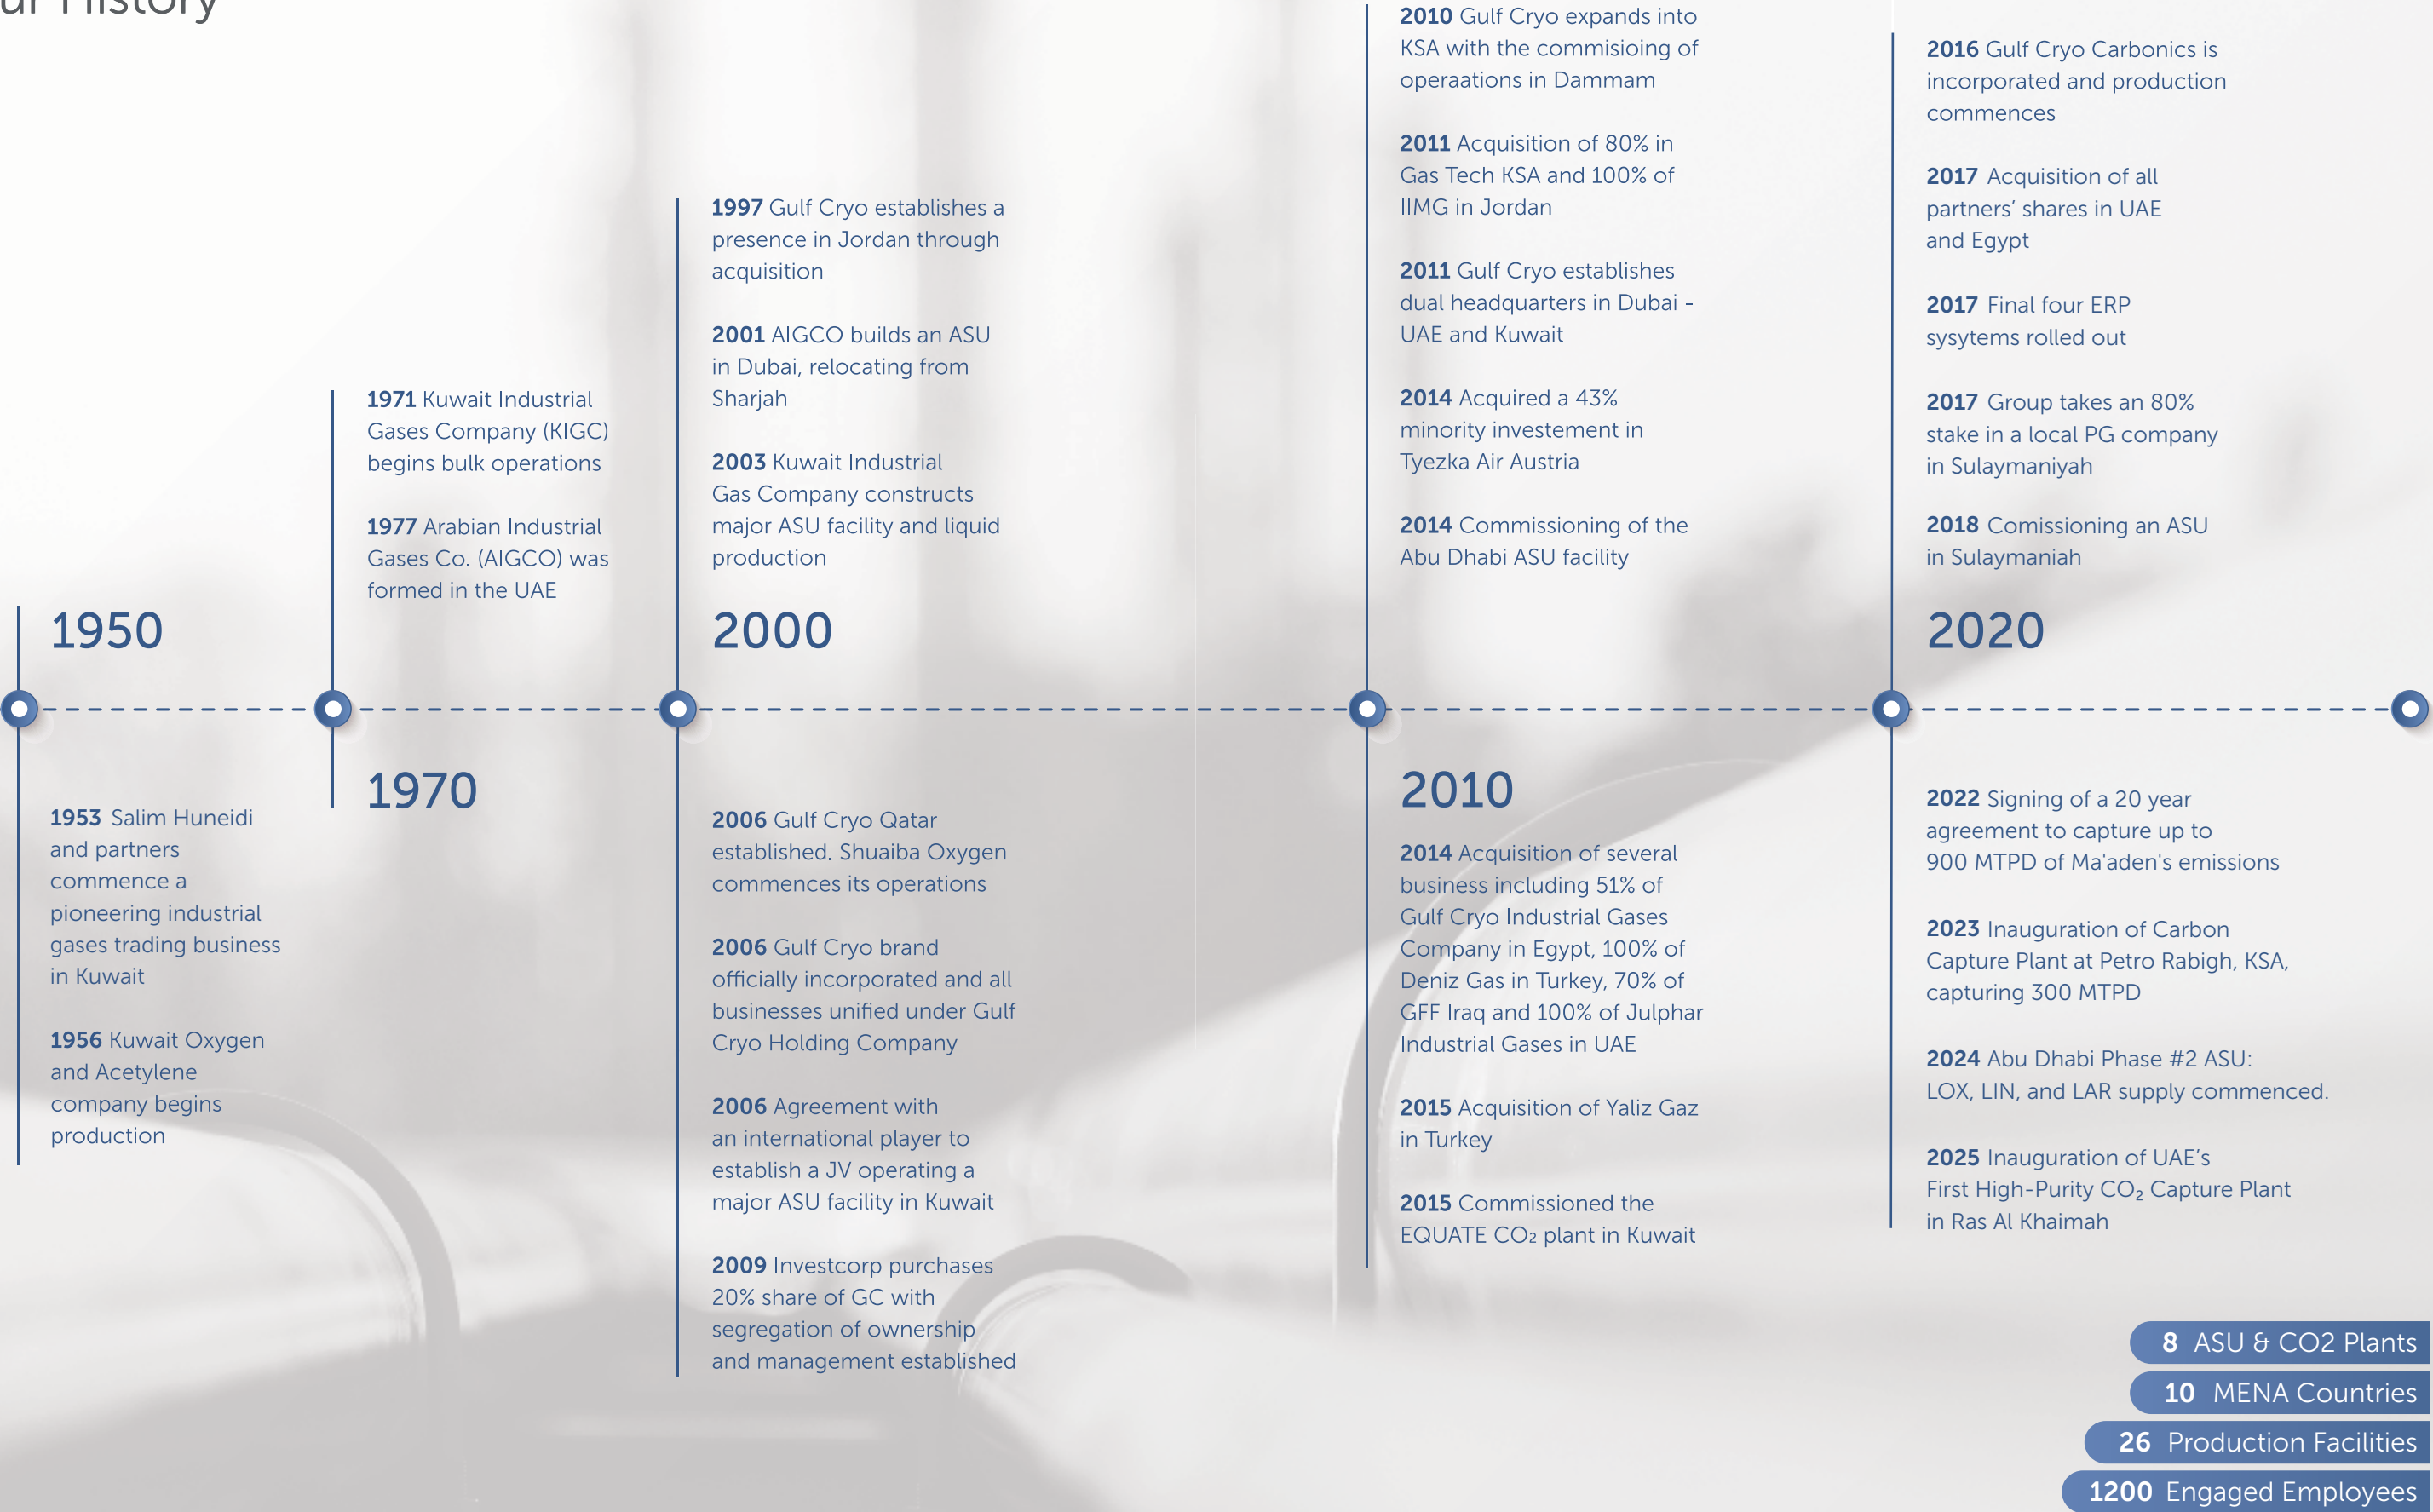 ur History
1950
1953 Salim Huneidi
and partners
commence a
pioneering industrial
gases trading business
in Kuwait
1956 Kuwait Oxygen
and Acetylene
company begins
production
1971 Kuwait Industrial
Gases Company (KIGC)
begins bulk operations
1977 Arabian Industrial
Gases Co. (AIGCO) was
formed in the UAE
1970
1997 Gulf Cryo establishes a
presence in Jordan through
acquisition
2001 AIGCO builds an ASU
in Dubai, relocating from
Sharjah
2003 Kuwait Industrial
Gas Company constructs
major ASU facility and liquid
production
2000
2006 Gulf Cryo Qatar
established. Shuaiba Oxygen
commences its operations
2006 Gulf Cryo brand
officially incorporated and all
businesses unified under Gulf
Cryo Holding Company
2006 Agreement with
an international player to
establish a JV operating a
major ASU facility in Kuwait
2009 Investcorp purchases
20% share of GC with
segregation of ownership
and management established
2010 Gulf Cryo expands into
KSA with the commisioing of
operaations in Dammam
2011 Acquisition of 80% in
Gas Tech KSA and 100% of
IIMG in Jordan
2011 Gulf Cryo establishes
dual headquarters in Dubai -
UAE and Kuwait
2014 Acquired a 43%
minority investement in
Tyezka Air Austria
2014 Commissioning of the
Abu Dhabi ASU facility
2010
2014 Acquisition of several
business including 51% of
Gulf Cryo Industrial Gases
Company in Egypt, 100% of
Deniz Gas in Turkey, 70% of
GFF Iraq and 100% of Julphar
Industrial Gases in UAE
2015 Acquisition of Yaliz Gaz
in Turkey
2015 Commissioned the
EQUATE CO₂ plant in Kuwait
2016 Gulf Cryo Carbonics is
incorporated and production
commences
2017 Acquisition of all
partners’ shares in UAE
and Egypt
2017 Final four ERP
sysytems rolled out
2017 Group takes an 80%
stake in a local PG company
in Sulaymaniyah
2018 Comissioning an ASU
in Sulaymaniah
2020
2022 Signing of a 20 year
agreement to capture up to
900 MTPD of Ma'aden's emissions
2023 Inauguration of Carbon
Capture Plant at Petro Rabigh, KSA,
capturing 300 MTPD
2024 Abu Dhabi Phase #2 ASU:
LOX, LIN, and LAR supply commenced.
2025 Inauguration of UAE’s
First High-Purity CO₂ Capture Plant
in Ras Al Khaimah
8 ASU & CO2 Plants
10 MENA Countries
26 Production Facilities
1200 Engaged Employees